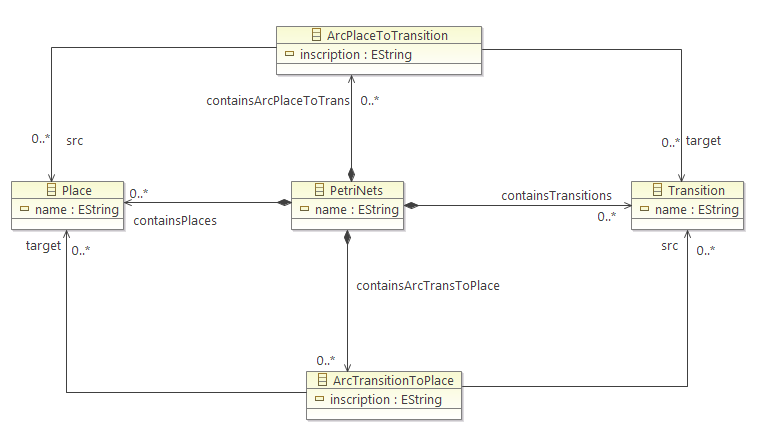 ArcPlaceToTransition
inscription : EString
containsArcPlaceToTrans 0..*
0..* src
0..* target
Place
name : EString
0..*
containsPlaces
PetriNets
name : EString
containsTransitions
0..*
Transition
name : EString
target 0..*
src 0..*
containsArcTransToPlace
0..*
ArcTransitionToPlace
inscription : EString